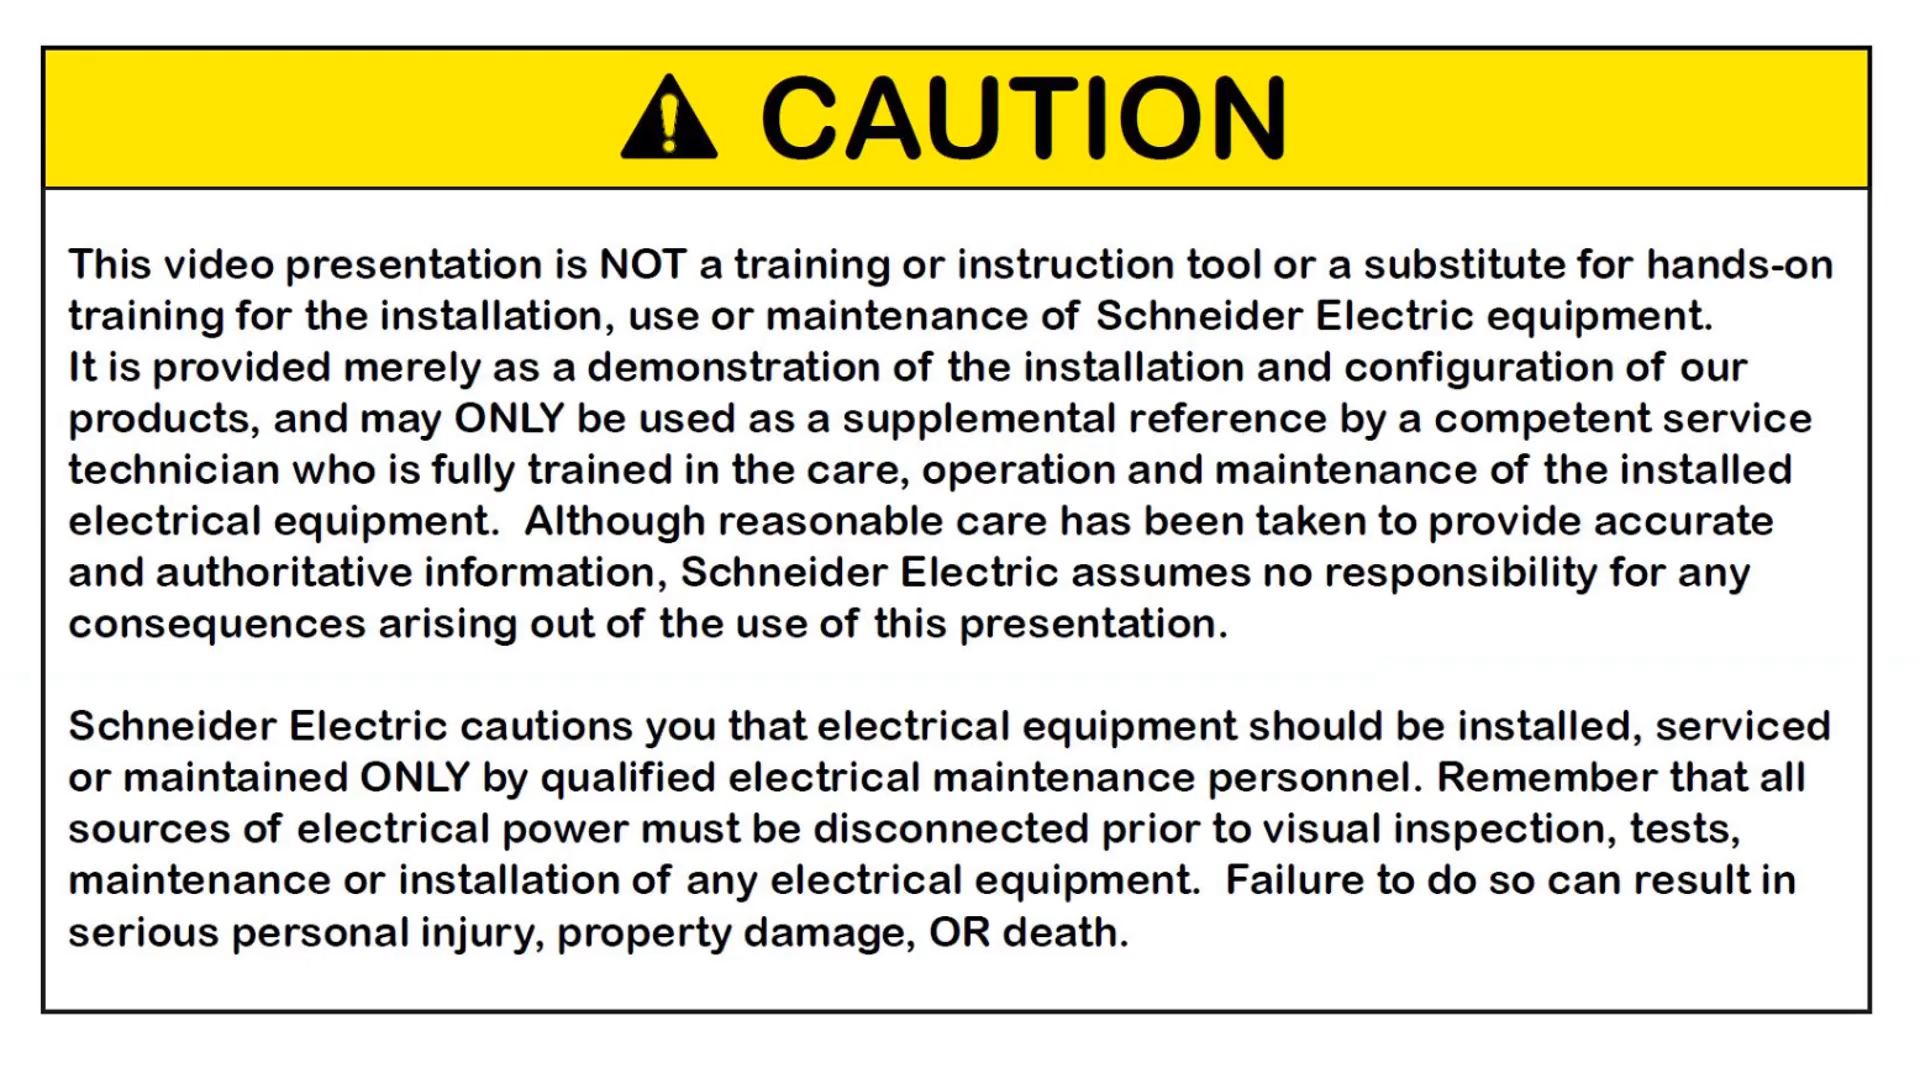 CAUTION
This video presentation is NOT a training or instruction tool or a substitute for hands-on
training for the installation, use or maintenance of Schneider Electric equipment.
It is provided merely as a demonstration of the installation and configuration of our
products, and may ONLY be used as a supplemental reference by a competent service
technician who is fully trained in the care, operation and maintenance of the installed
electrical equipment.  Although reasonable care has been taken to provide accurate
and authoritative information, Schneider Electric assumes no responsibility for any
consequences arising out of the use of this presentation.
Schneider Electric cautions you that electrical equipment should be installed, serviced
or maintained ONLY by qualified electrical maintenance personnel. Remember that all
sources of electrical power must be disconnected prior to visual inspection, tests,
maintenance or installation of any electrical equipment.  Failure to do so can result in
serious personal injury, property damage, OR death.